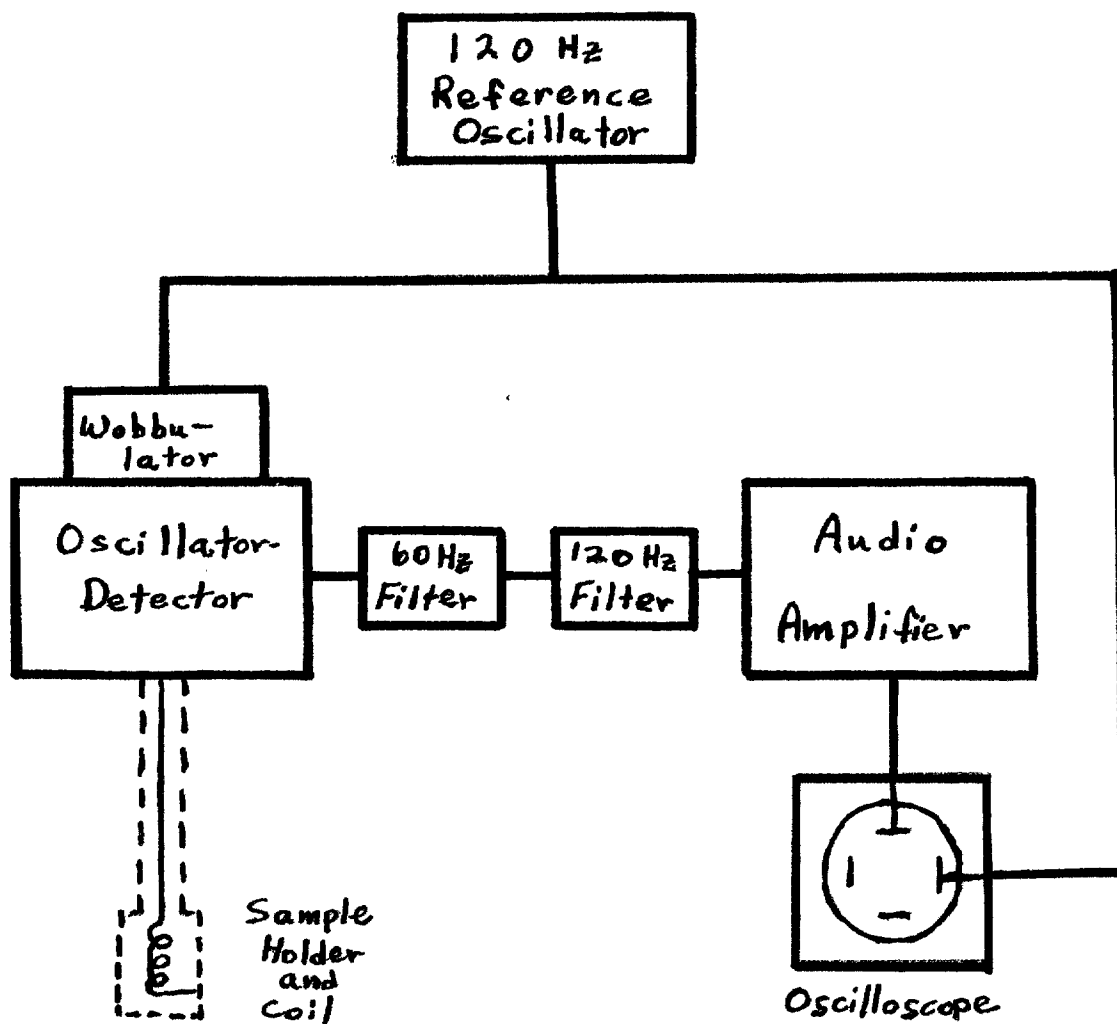 120 Hz
Reference
Oscillator
Wobbu-
lator
Oscillator-
Detector
60 Hz
Filter
120 Hz
Filter
Audio
Amplifier
Sample
Holder
and
Coil
Oscilloscope